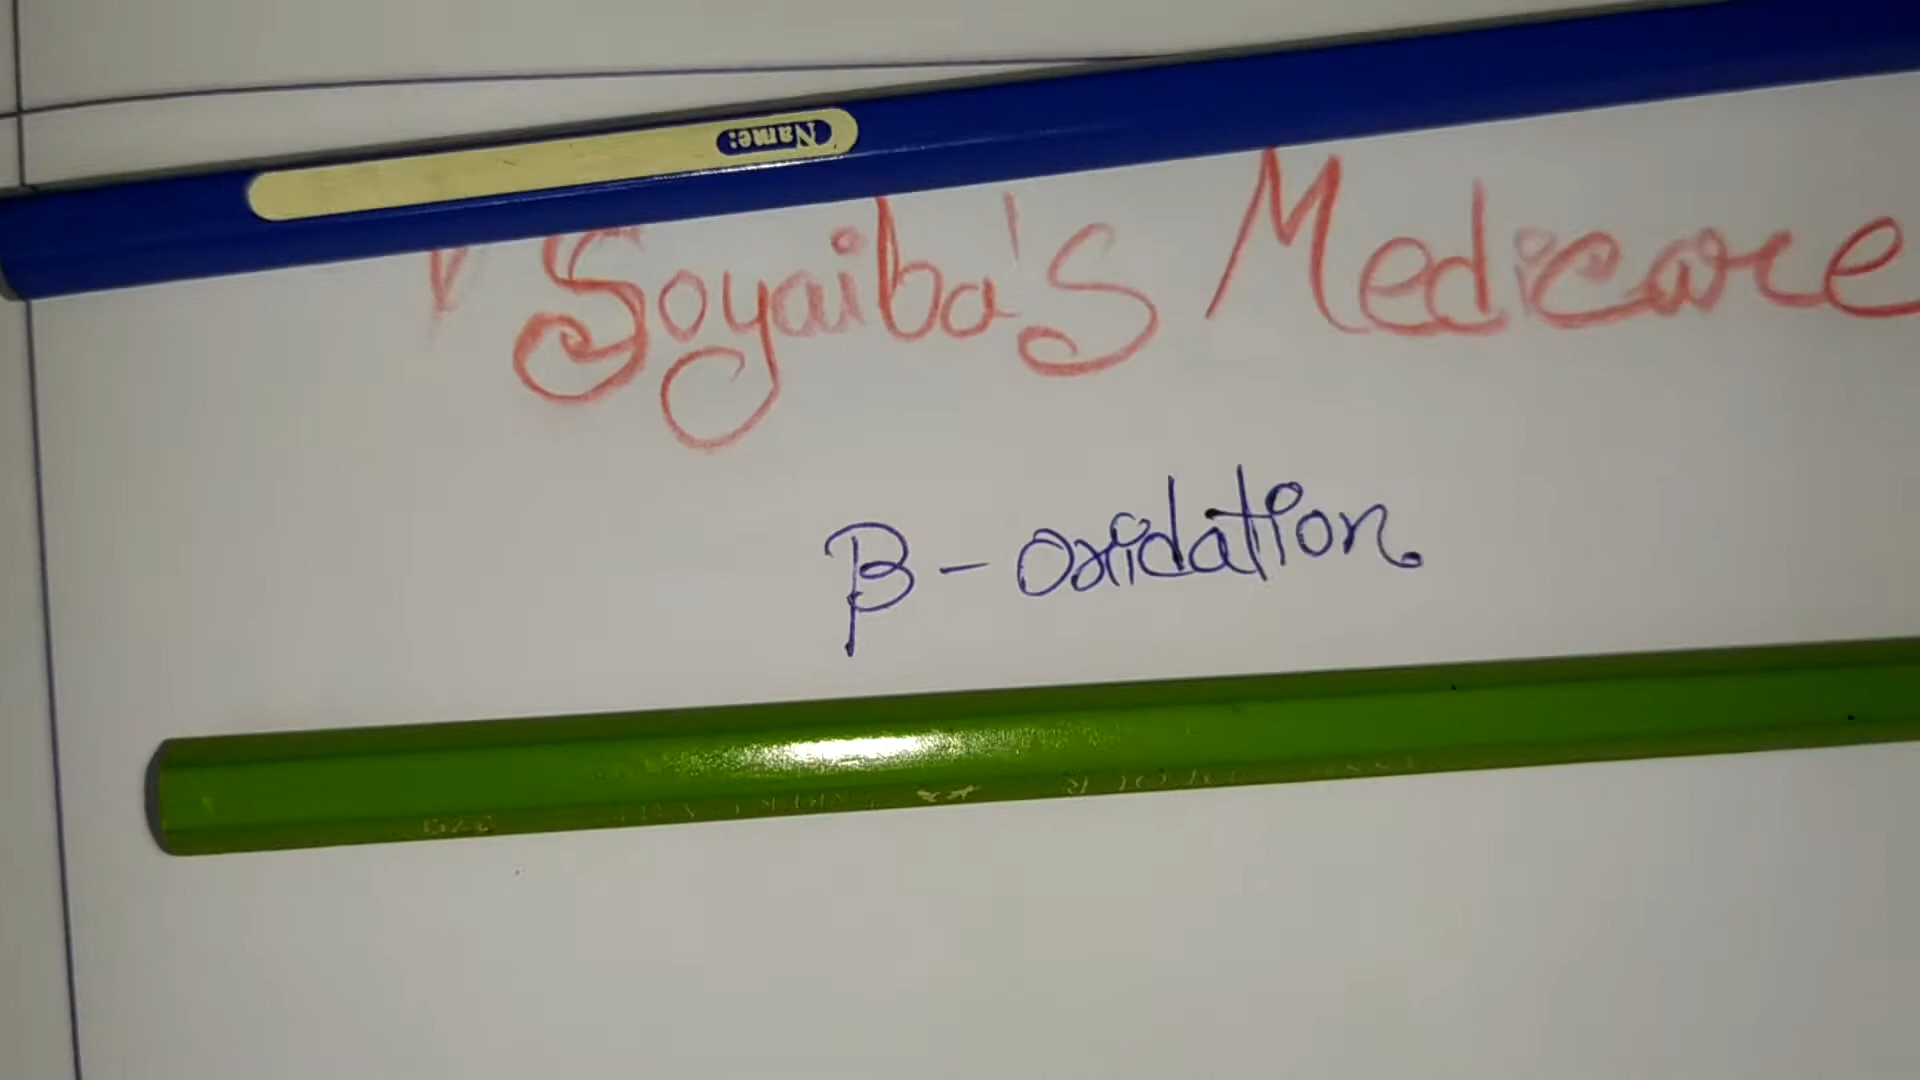 Name:
Soyaiba's Medicare
β - oxidation.